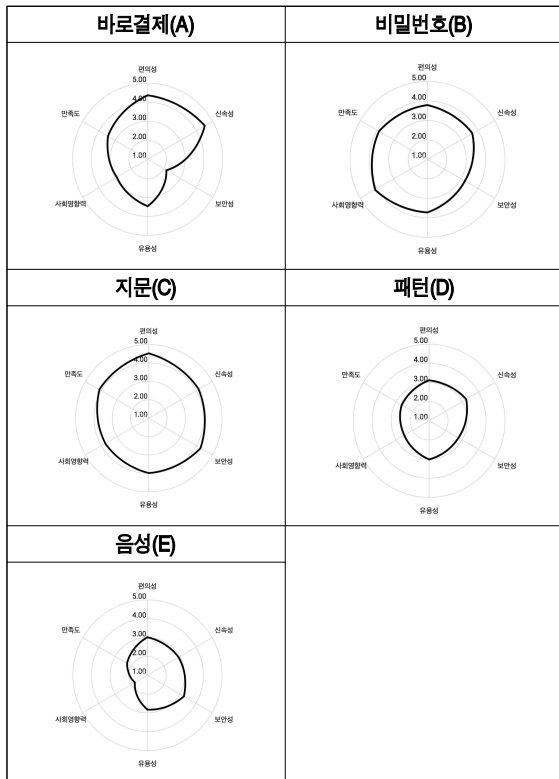 바로결제(A)
비밀번호(B)
편의성
5.00
4.00
3.00
2.00
1.00
신속성
보안성
유용성
사회영향력
만족도
편의성
5.00
4.00
3.00
2.00
1.00
신속성
보안성
유용성
사회영향력
만족도
지문(C)
패턴(D)
편의성
5.00
4.00
3.00
2.00
1.00
신속성
보안성
유용성
사회영향력
만족도
편의성
5.00
4.00
3.00
2.00
1.00
신속성
보안성
유용성
사회영향력
만족도
음성(E)
편의성
5.00
4.00
3.00
2.00
1.00
신속성
보안성
유용성
사회영향력
만족도